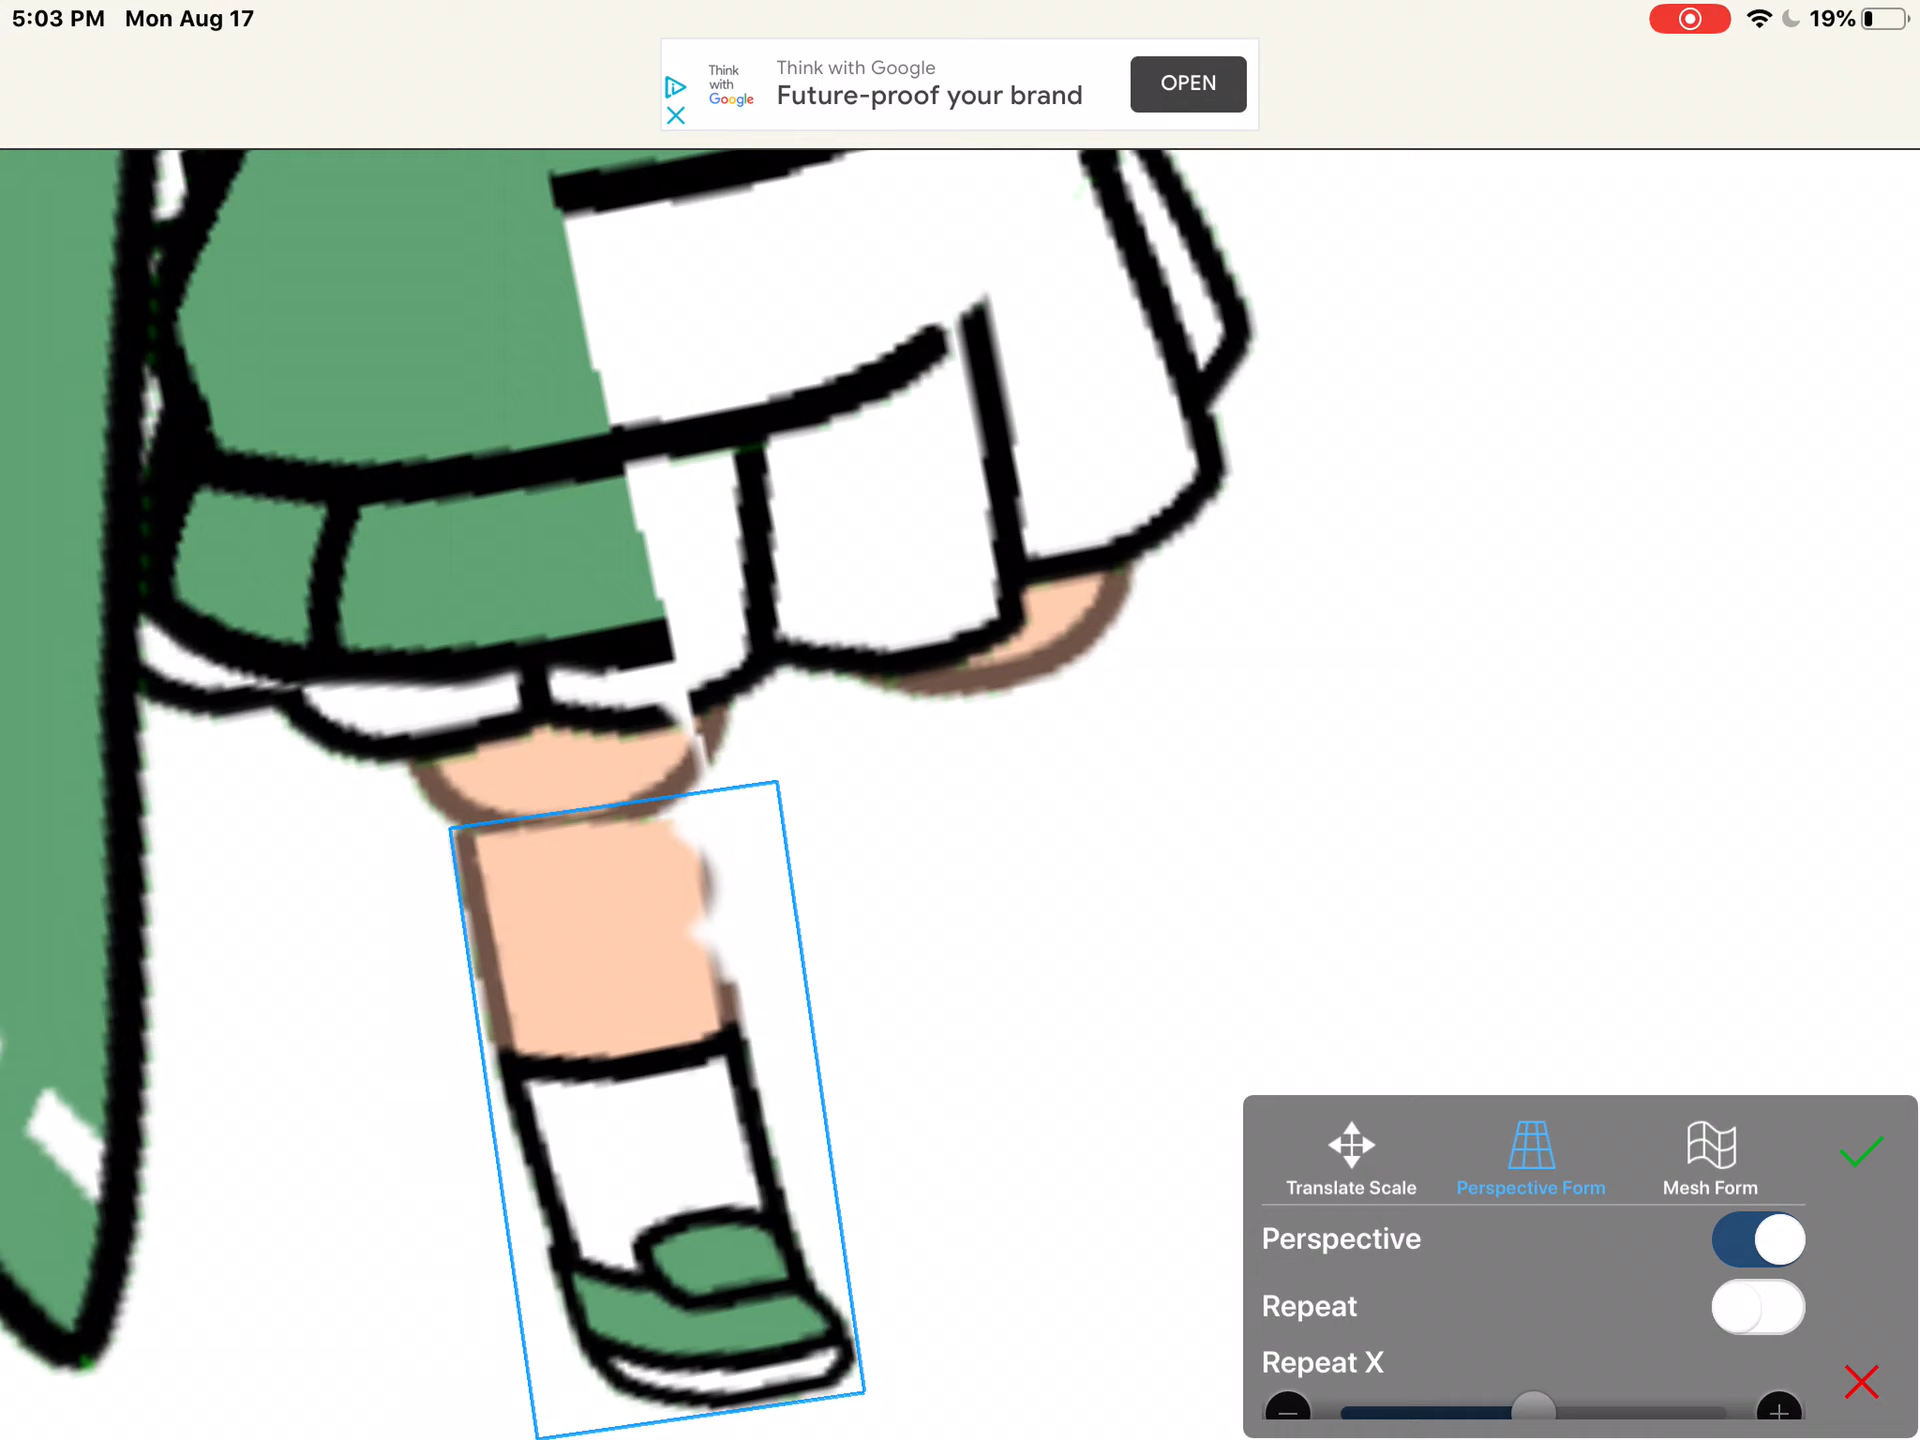 5:03 PM Mon Aug 17
19%
Think with Google
Think with Google
Future-proof your brand
OPEN
Translate Scale
Perspective Form
Mesh Form
Perspective
Repeat
Repeat X